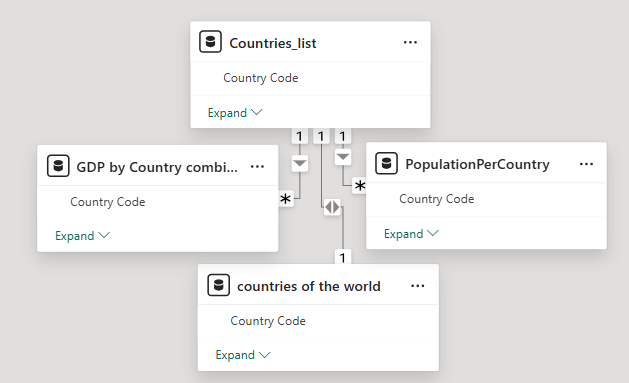 Countries_list ...
Country Code
Expand
1 1 1
GDP by Country combi... ...
Country Code
Expand
*
PopulationPerCountry ...
Country Code
Expand
*
1
countries of the world ...
Country Code
Expand